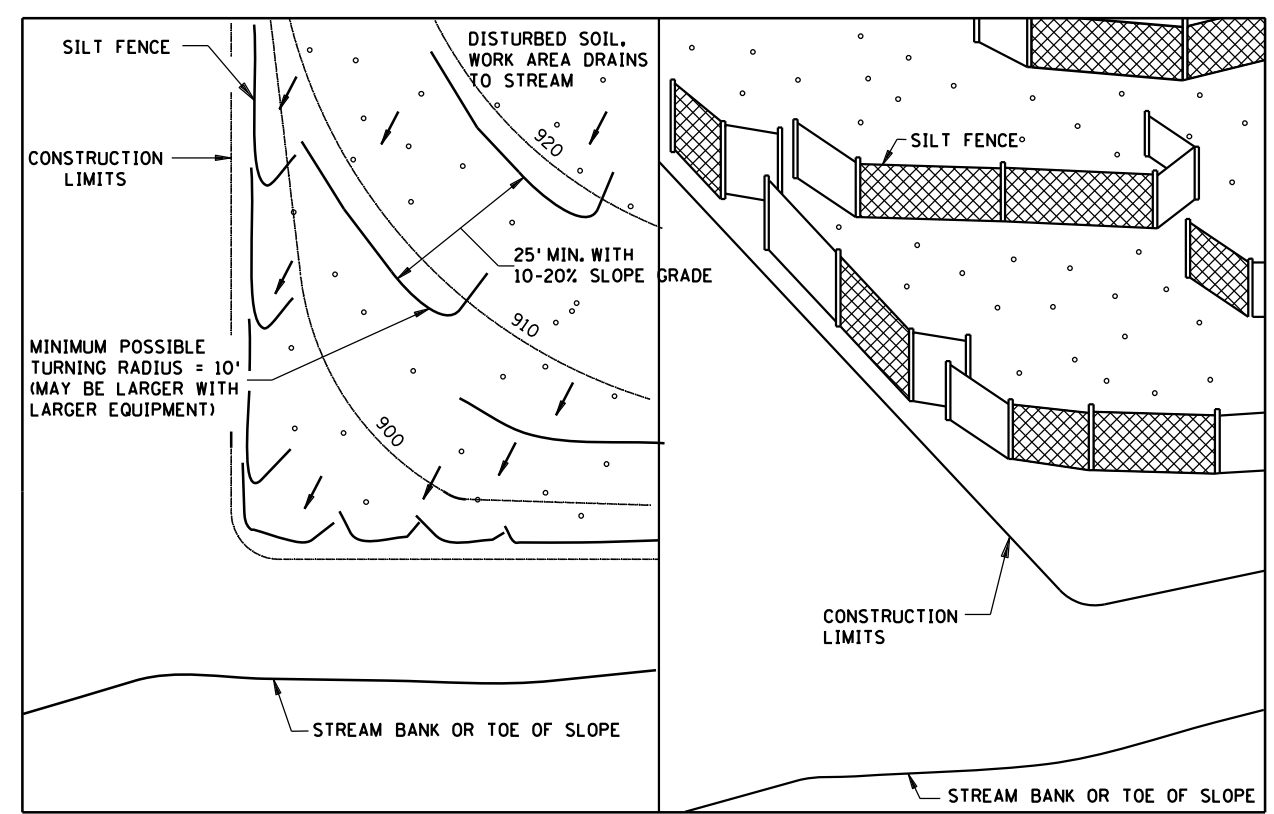 SILT FENCE
DISTURBED SOIL,
WORK AREA DRAINS
TO STREAM
CONSTRUCTION
LIMITS
920
25' MIN. WITH
10-20% SLOPE GRADE
910
MINIMUM POSSIBLE
TURNING RADIUS = 10'
(MAY BE LARGER WITH
LARGER EQUIPMENT)
900
STREAM BANK OR TOE OF SLOPE
SILT FENCE
CONSTRUCTION
LIMITS
STREAM BANK OR TOE OF SLOPE